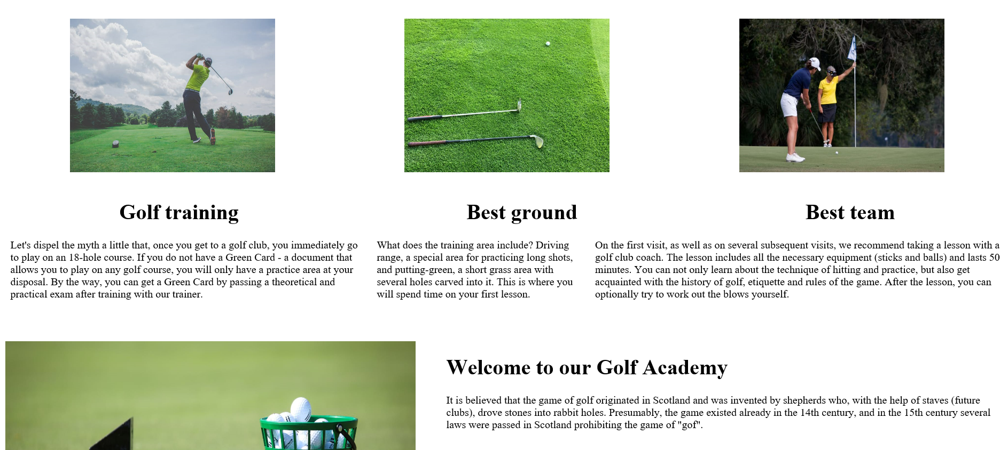 Golf training
Let's dispel the myth a little that, once you get to a golf club, you immediately go
to play on an 18-hole course. If you do not have a Green Card - a document that
allows you to play on any golf course, you will only have a practice area at your
disposal. By the way, you can get a Green Card by passing a theoretical and
practical exam after training with our trainer.
Best ground
What does the training area include? Driving
range, a special area for practicing long shots,
and putting-green, a short grass area with
several holes carved into it. This is where you
will spend time on your first lesson.
Best team
On the first visit, as well as on several subsequent visits, we recommend taking a lesson with a
golf club coach. The lesson includes all the necessary equipment (sticks and balls) and lasts 50
minutes. You can not only learn about the technique of hitting and practice, but also get
acquainted with the history of golf, etiquette and rules of the game. After the lesson, you can
optionally try to work out the blows yourself.
Welcome to our Golf Academy
It is believed that the game of golf originated in Scotland and was invented by shepherds who, with the help of staves (future
clubs), drove stones into rabbit holes. Presumably, the game existed already in the 14th century, and in the 15th century several
laws were passed in Scotland prohibiting the game of "gof".